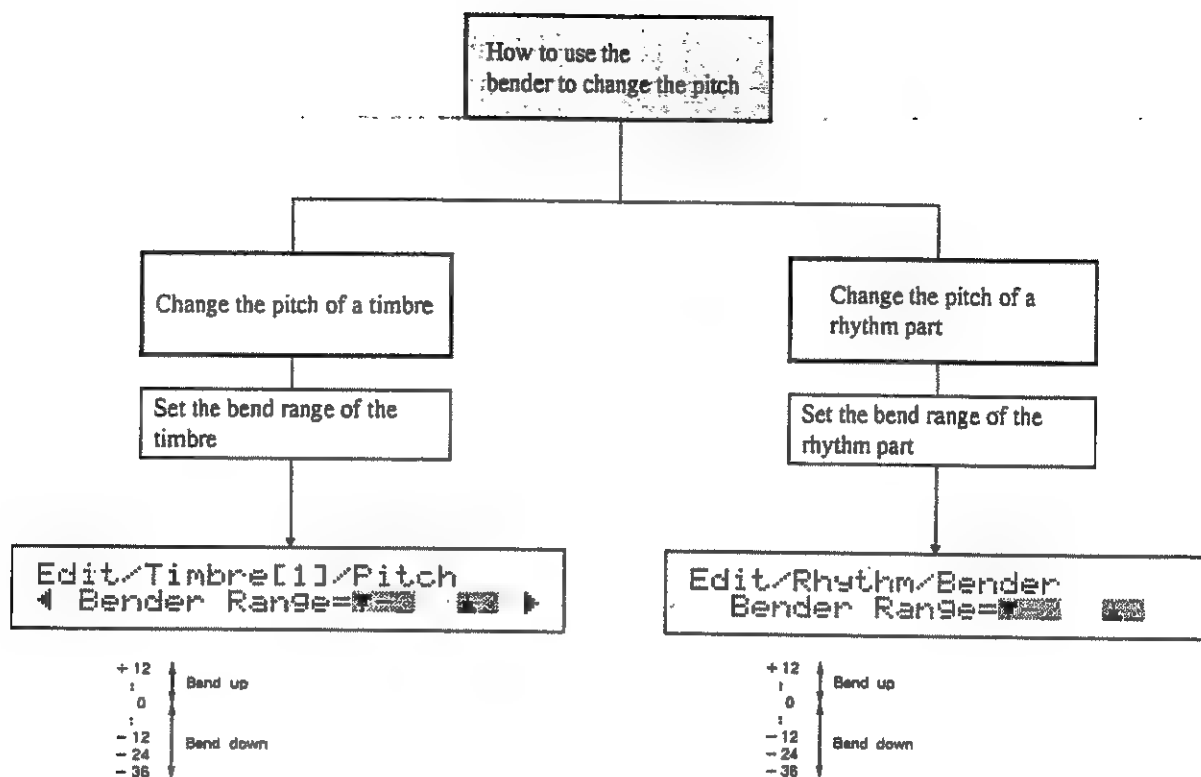 How to use the
bender to change the pitch
Change the pitch of a timbre
Change the pitch of a
rhythm part
Set the bend range of the
timbre
Set the bend range of the
rhythm part
Edit/Timbre[1]/Pitch
◀ Bender Range=▼ ▲ ▶
Edit/Rhythm/Bender
Bender Range=▼ ▲
+12
:
0
:
-12
-24
-36
Bend up
Bend down
+12
:
0
:
-12
-24
-36
Bend up
Bend down